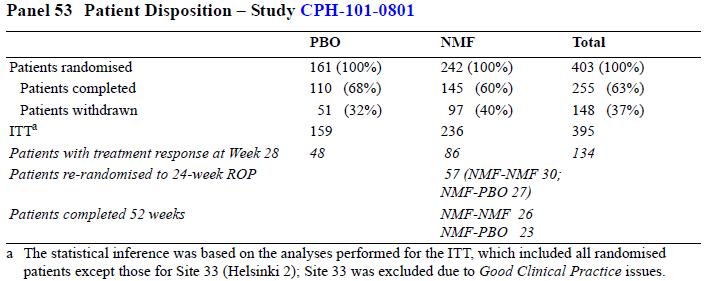 Panel 53 Patient Disposition – Study CPH-101-0801
PBO NMF Total
Patients randomised 161 (100%) 242 (100%) 403 (100%)
Patients completed 110 (68%) 145 (60%) 255 (63%)
Patients withdrawn 51 (32%) 97 (40%) 148 (37%)
ITTa 159 236 395
Patients with treatment response at Week 28 48 86 134
Patients re-randomised to 24-week ROP 57 (NMF-NMF 30;
NMF-PBO 27)
Patients completed 52 weeks NMF-NMF 26
NMF-PBO 23
a The statistical inference was based on the analyses performed for the ITT, which included all randomised
patients except those for Site 33 (Helsinki 2); Site 33 was excluded due to Good Clinical Practice issues.